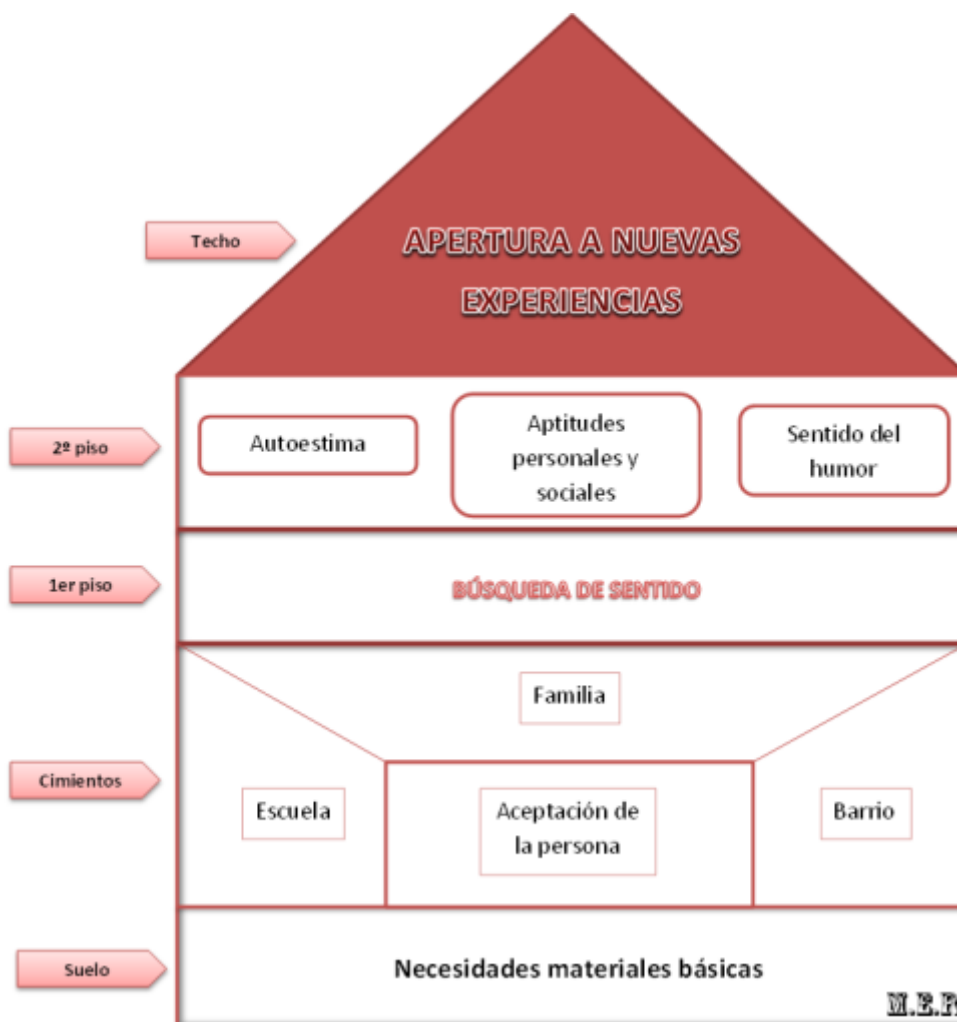 Techo
APERTURA A NUEVAS
EXPERIENCIAS
2º piso
Autoestima
Aptitudes
personales y
sociales
Sentido del
humor
1er piso
BÚSQUEDA DE SENTIDO
Familia
Cimientos
Escuela
Aceptación de
la persona
Barrio
Suelo
Necesidades materiales básicas
M.E.R